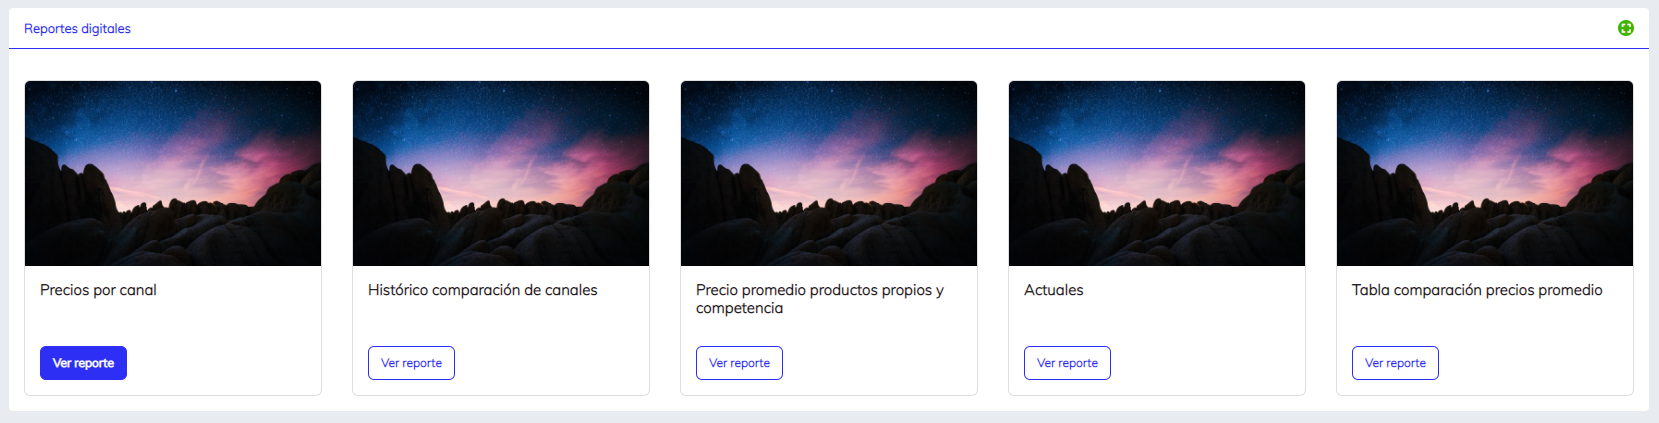 Reportes digitales
Precios por canal
Ver reporte
Histórico comparación de canales
Ver reporte
Precio promedio productos propios y
competencia
Ver reporte
Actuales
Ver reporte
Tabla comparación precios promedio
Ver reporte